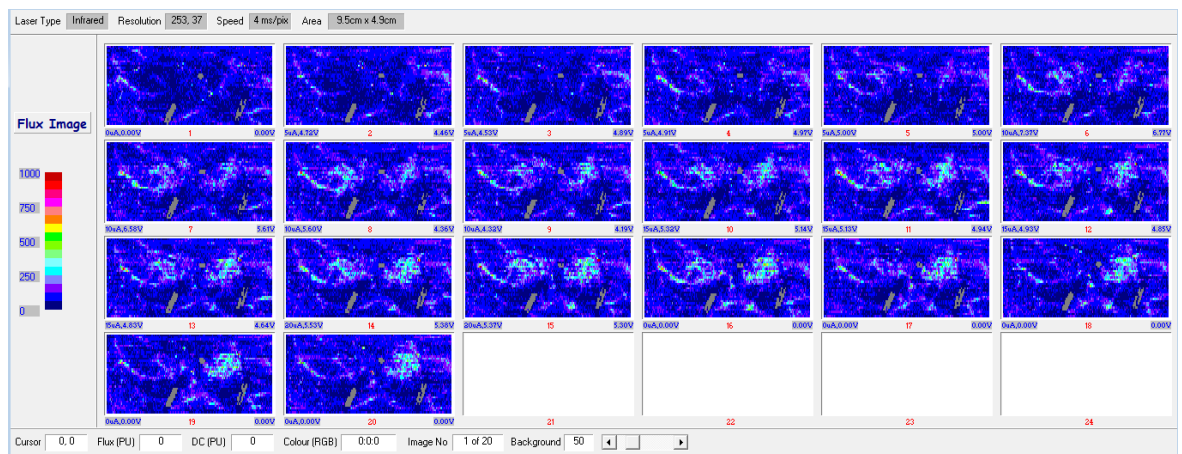 Laser Type Infrared Resolution 253, 37 Speed 4 ms/pix Area 9.5cm x 4.9cm
Flux Image
1000
750
500
250
0
0uA,0.00V 1 0.00V 5uA,4.72V 2 4.46V 5uA,4.53V 3 4.89V 5uA,4.91V 4 4.97V 5uA,5.00V 5 5.00V 10uA,7.37V 6 6.77V
10uA,6.58V 7 5.61V 10uA,5.60V 8 4.36V 10uA,4.32V 9 4.19V 15uA,5.32V 10 5.14V 15uA,5.13V 11 4.94V 15uA,4.93V 12 4.85V
15uA,4.83V 13 4.64V 20uA,5.53V 14 5.38V 20uA,5.37V 15 5.30V 0uA,0.00V 16 0.00V 0uA,0.00V 17 0.00V 0uA,0.00V 18 0.00V
0uA,0.00V 19 0.00V 0uA,0.00V 20 0.00V 21 22 23 24
Cursor 0, 0 Flux (PU) 0 DC (PU) 0 Colour (RGB) 0:0:0 Image No 1 of 20 Background 50